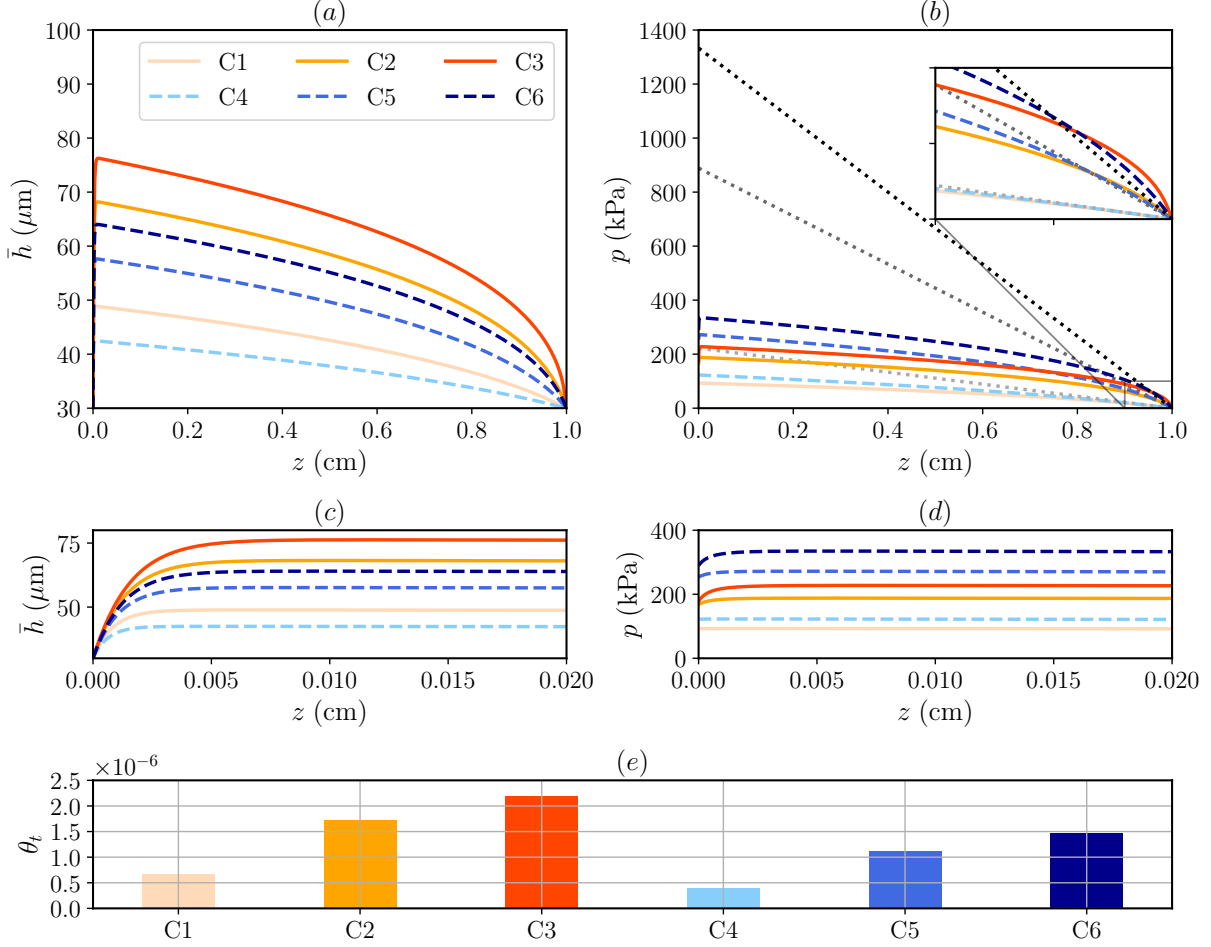 (a)
100
90
80
70
60
50
40
30
h̄ (μm)
C1 C2 C3
C4 C5 C6
0.0 0.2 0.4 0.6 0.8 1.0
z (cm)
(b)
1400
1200
1000
800
600
400
200
0
p (kPa)
0.0 0.2 0.4 0.6 0.8 1.0
z (cm)
(c)
75
50
h̄ (μm)
0.000 0.005 0.010 0.015 0.020
z (cm)
(d)
400
200
0
p (kPa)
0.000 0.005 0.010 0.015 0.020
z (cm)
(e)
×10⁻⁶
2.5
2.0
1.5
1.0
0.5
0.0
θₜ
C1 C2 C3 C4 C5 C6